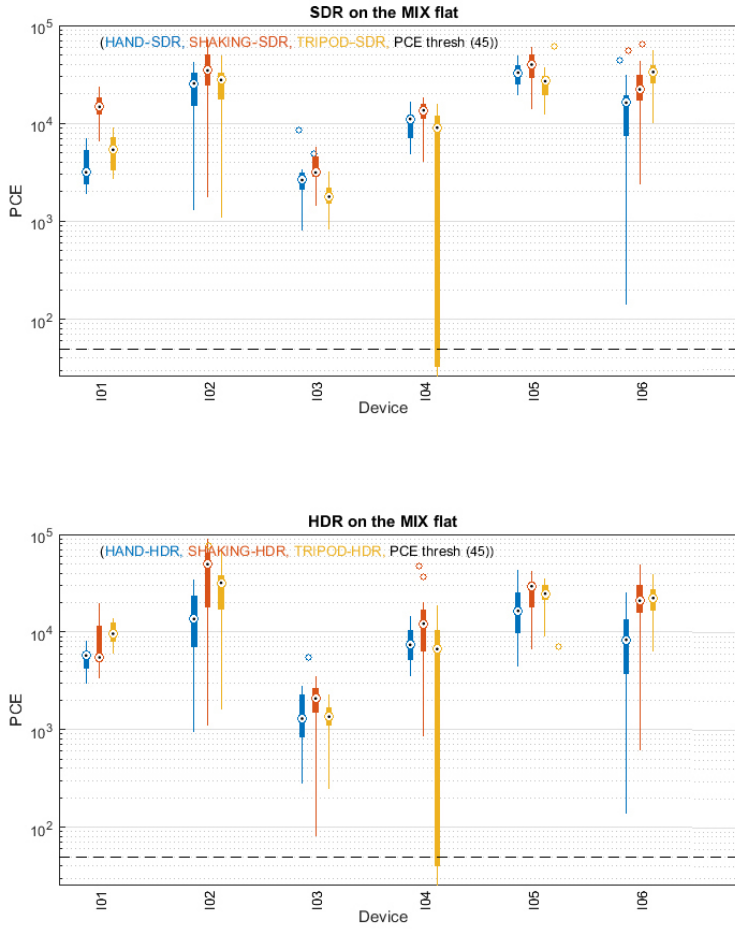 SDR on the MIX flat
10^5
(HAND-SDR, SHAKING-SDR, TRIPOD-SDR, PCE thresh (45))
10^4
10^3
10^2
PCE
I01 I02 I03 I04 I05 I06
Device
HDR on the MIX flat
10^5
(HAND-HDR, SHAKING-HDR, TRIPOD-HDR, PCE thresh (45))
10^4
10^3
10^2
PCE
I01 I02 I03 I04 I05 I06
Device